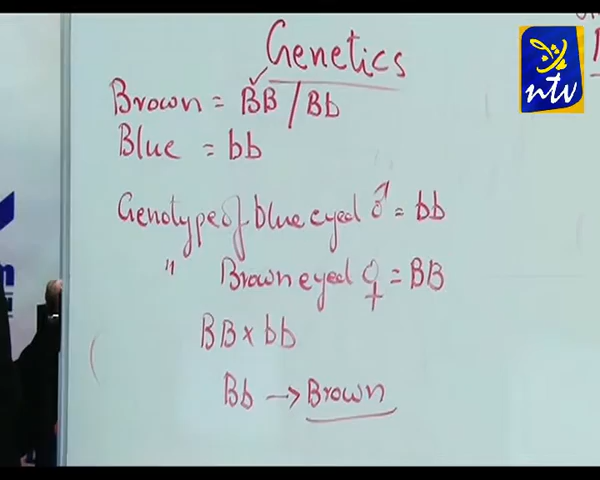 Genetics
Brown = BB / Bb
Blue = bb
Genotype of blue eyed ♂ = bb
" Brown eyed ♀ = BB
BB x bb
Bb → Brown
ntv